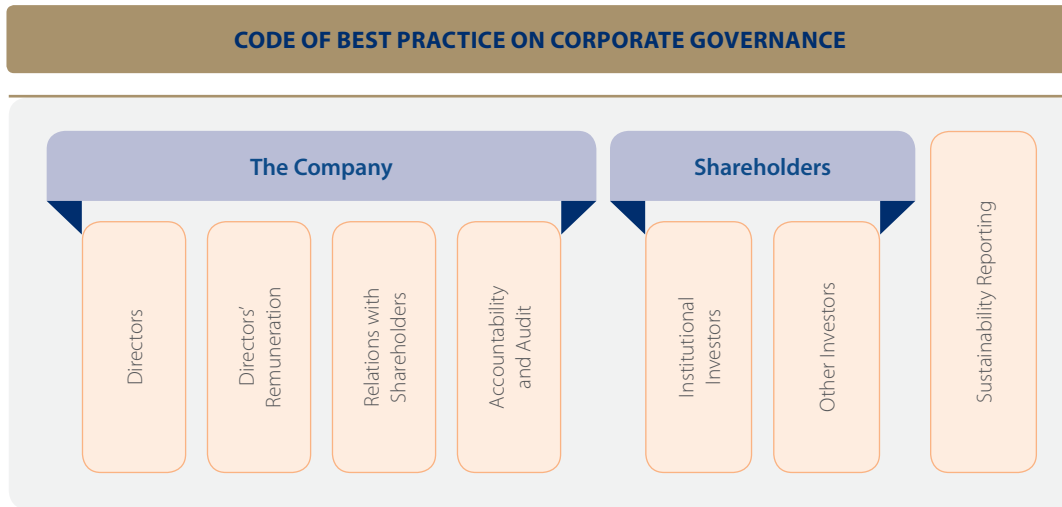 CODE OF BEST PRACTICE ON CORPORATE GOVERNANCE
The Company
Directors
Directors’
Remuneration
Relations with
Shareholders
Accountability
and Audit
Shareholders
Institutional
Investors
Other Investors
Sustainability Reporting